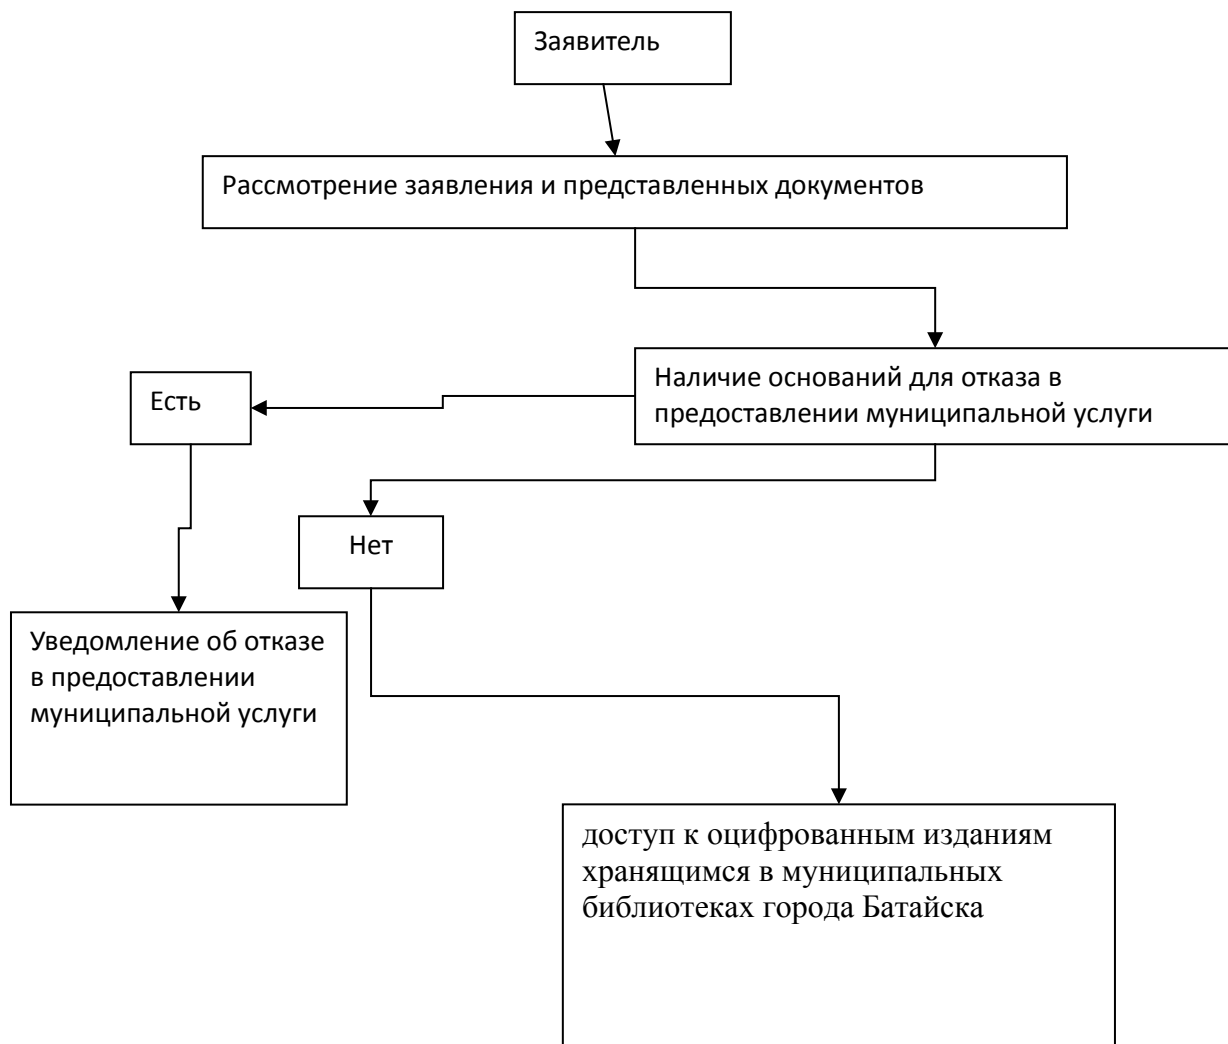 Заявитель
Рассмотрение заявления и представленных документов
Наличие оснований для отказа в
предоставлении муниципальной услуги
Есть
Нет
Уведомление об отказе
в предоставлении
муниципальной услуги
доступ к оцифрованным изданиям
хранящимся в муниципальных
библиотеках города Батайска